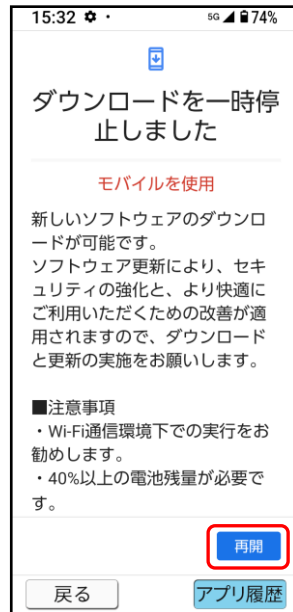 15:32
5G 74%
ダウンロードを一時停
止しました
モバイルを使用
新しいソフトウェアのダウンロ
ードが可能です。
ソフトウェア更新により、セキ
ュリティの強化と、より快適に
ご利用いただくための改善が適
用されますので、ダウンロード
と更新の実施をお願いします。
■注意事項
・Wi-Fi通信環境下での実行をお
勧めします。
・40%以上の電池残量が必要で
す。
再開
戻る
アプリ履歴